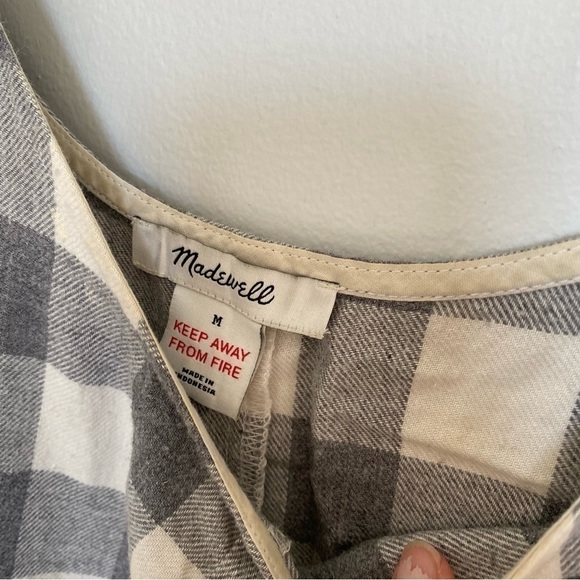 Madewell
M
KEEP AWAY
FROM FIRE
MADE IN
INDONESIA